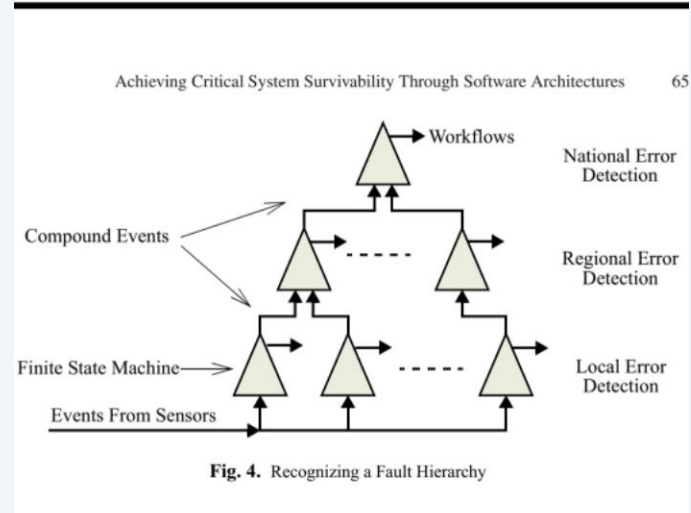 Achieving Critical System Survivability Through Software Architectures 65
Workflows
National Error
Detection
Compound Events
Regional Error
Detection
Finite State Machine
Local Error
Detection
Events From Sensors
Fig. 4. Recognizing a Fault Hierarchy